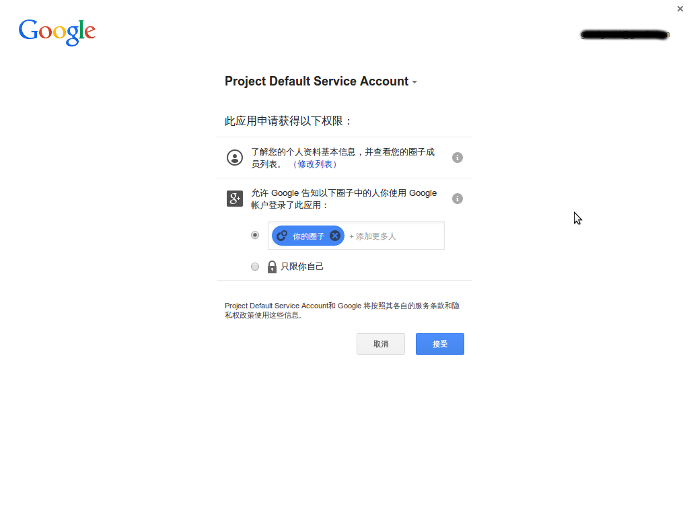 Google
Project Default Service Account
此应用申请获得以下权限：
了解您的个人资料基本信息，并查看您的圈子成
员列表。（修改列表）
允许 Google 告知以下圈子中的人你使用 Google
帐户登录了此应用：
你的圈子 + 添加更多人
只限你自己
Project Default Service Account和 Google 将按照其各自的服务条款和隐
私权政策使用这些信息。
取消 接受